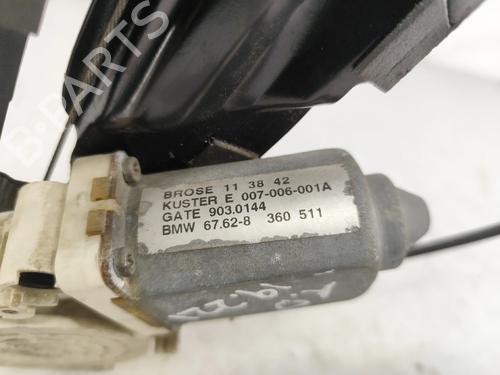 B-PARTS
BROSE 11 38 42
KUSTER E 007-006-001A
GATE 903.0144
BMW 67.62-8 360 511